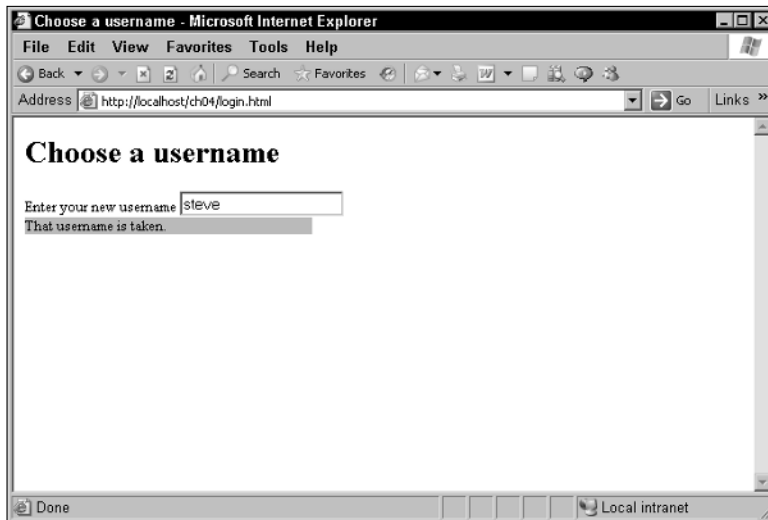 Choose a username - Microsoft Internet Explorer
File Edit View Favorites Tools Help
Back Search Favorites
Address http://localhost/ch04/login.html Go Links »
Choose a username
Enter your new username steve
That username is taken.
Done Local intranet